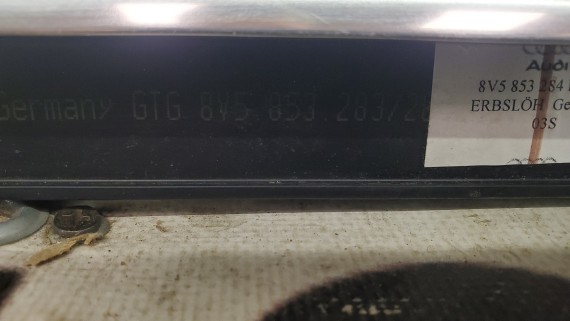 Germany GTG 8V5.853.283/28
Audi
8V5 853 284
ERBSLÖH Ge
03S